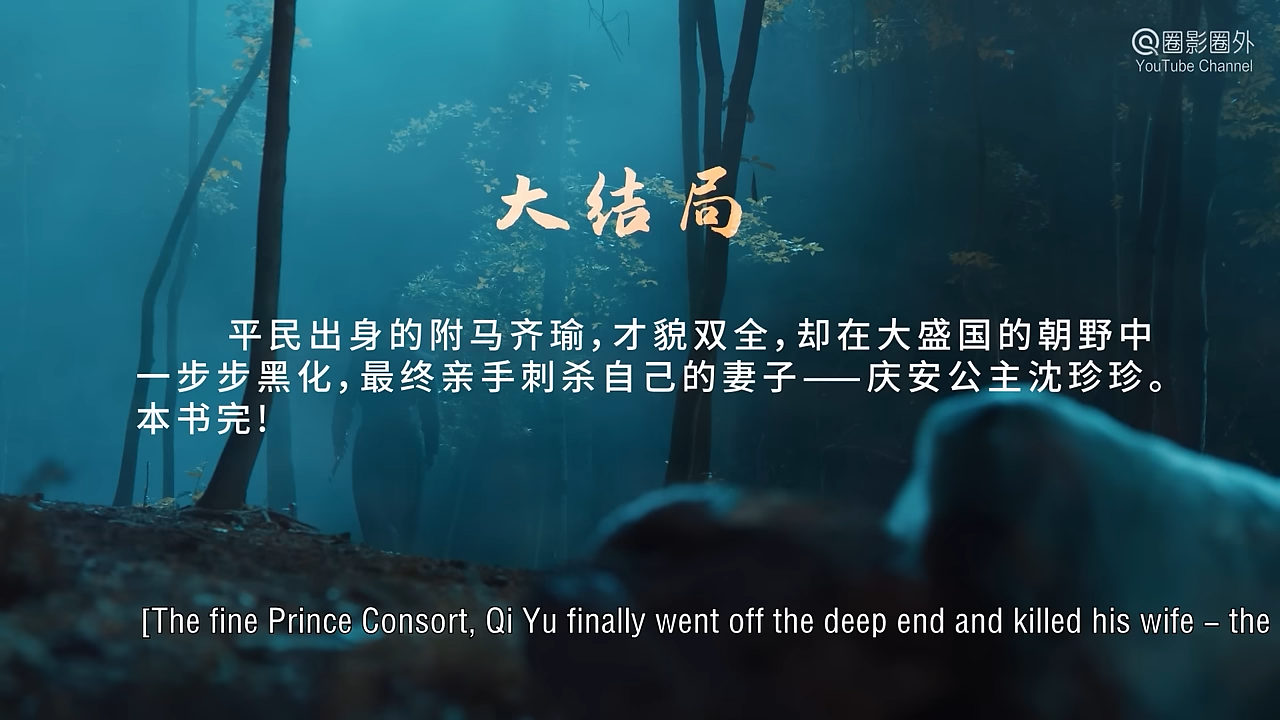 圈影圈外
YouTube Channel
大结局
平民出身的附马齐瑜，才貌双全，却在大盛国的朝野中
一步步黑化，最终亲手刺杀自己的妻子——庆安公主沈珍珍。
本书完！
[The fine Prince Consort, Qi Yu finally went off the deep end and killed his wife – the